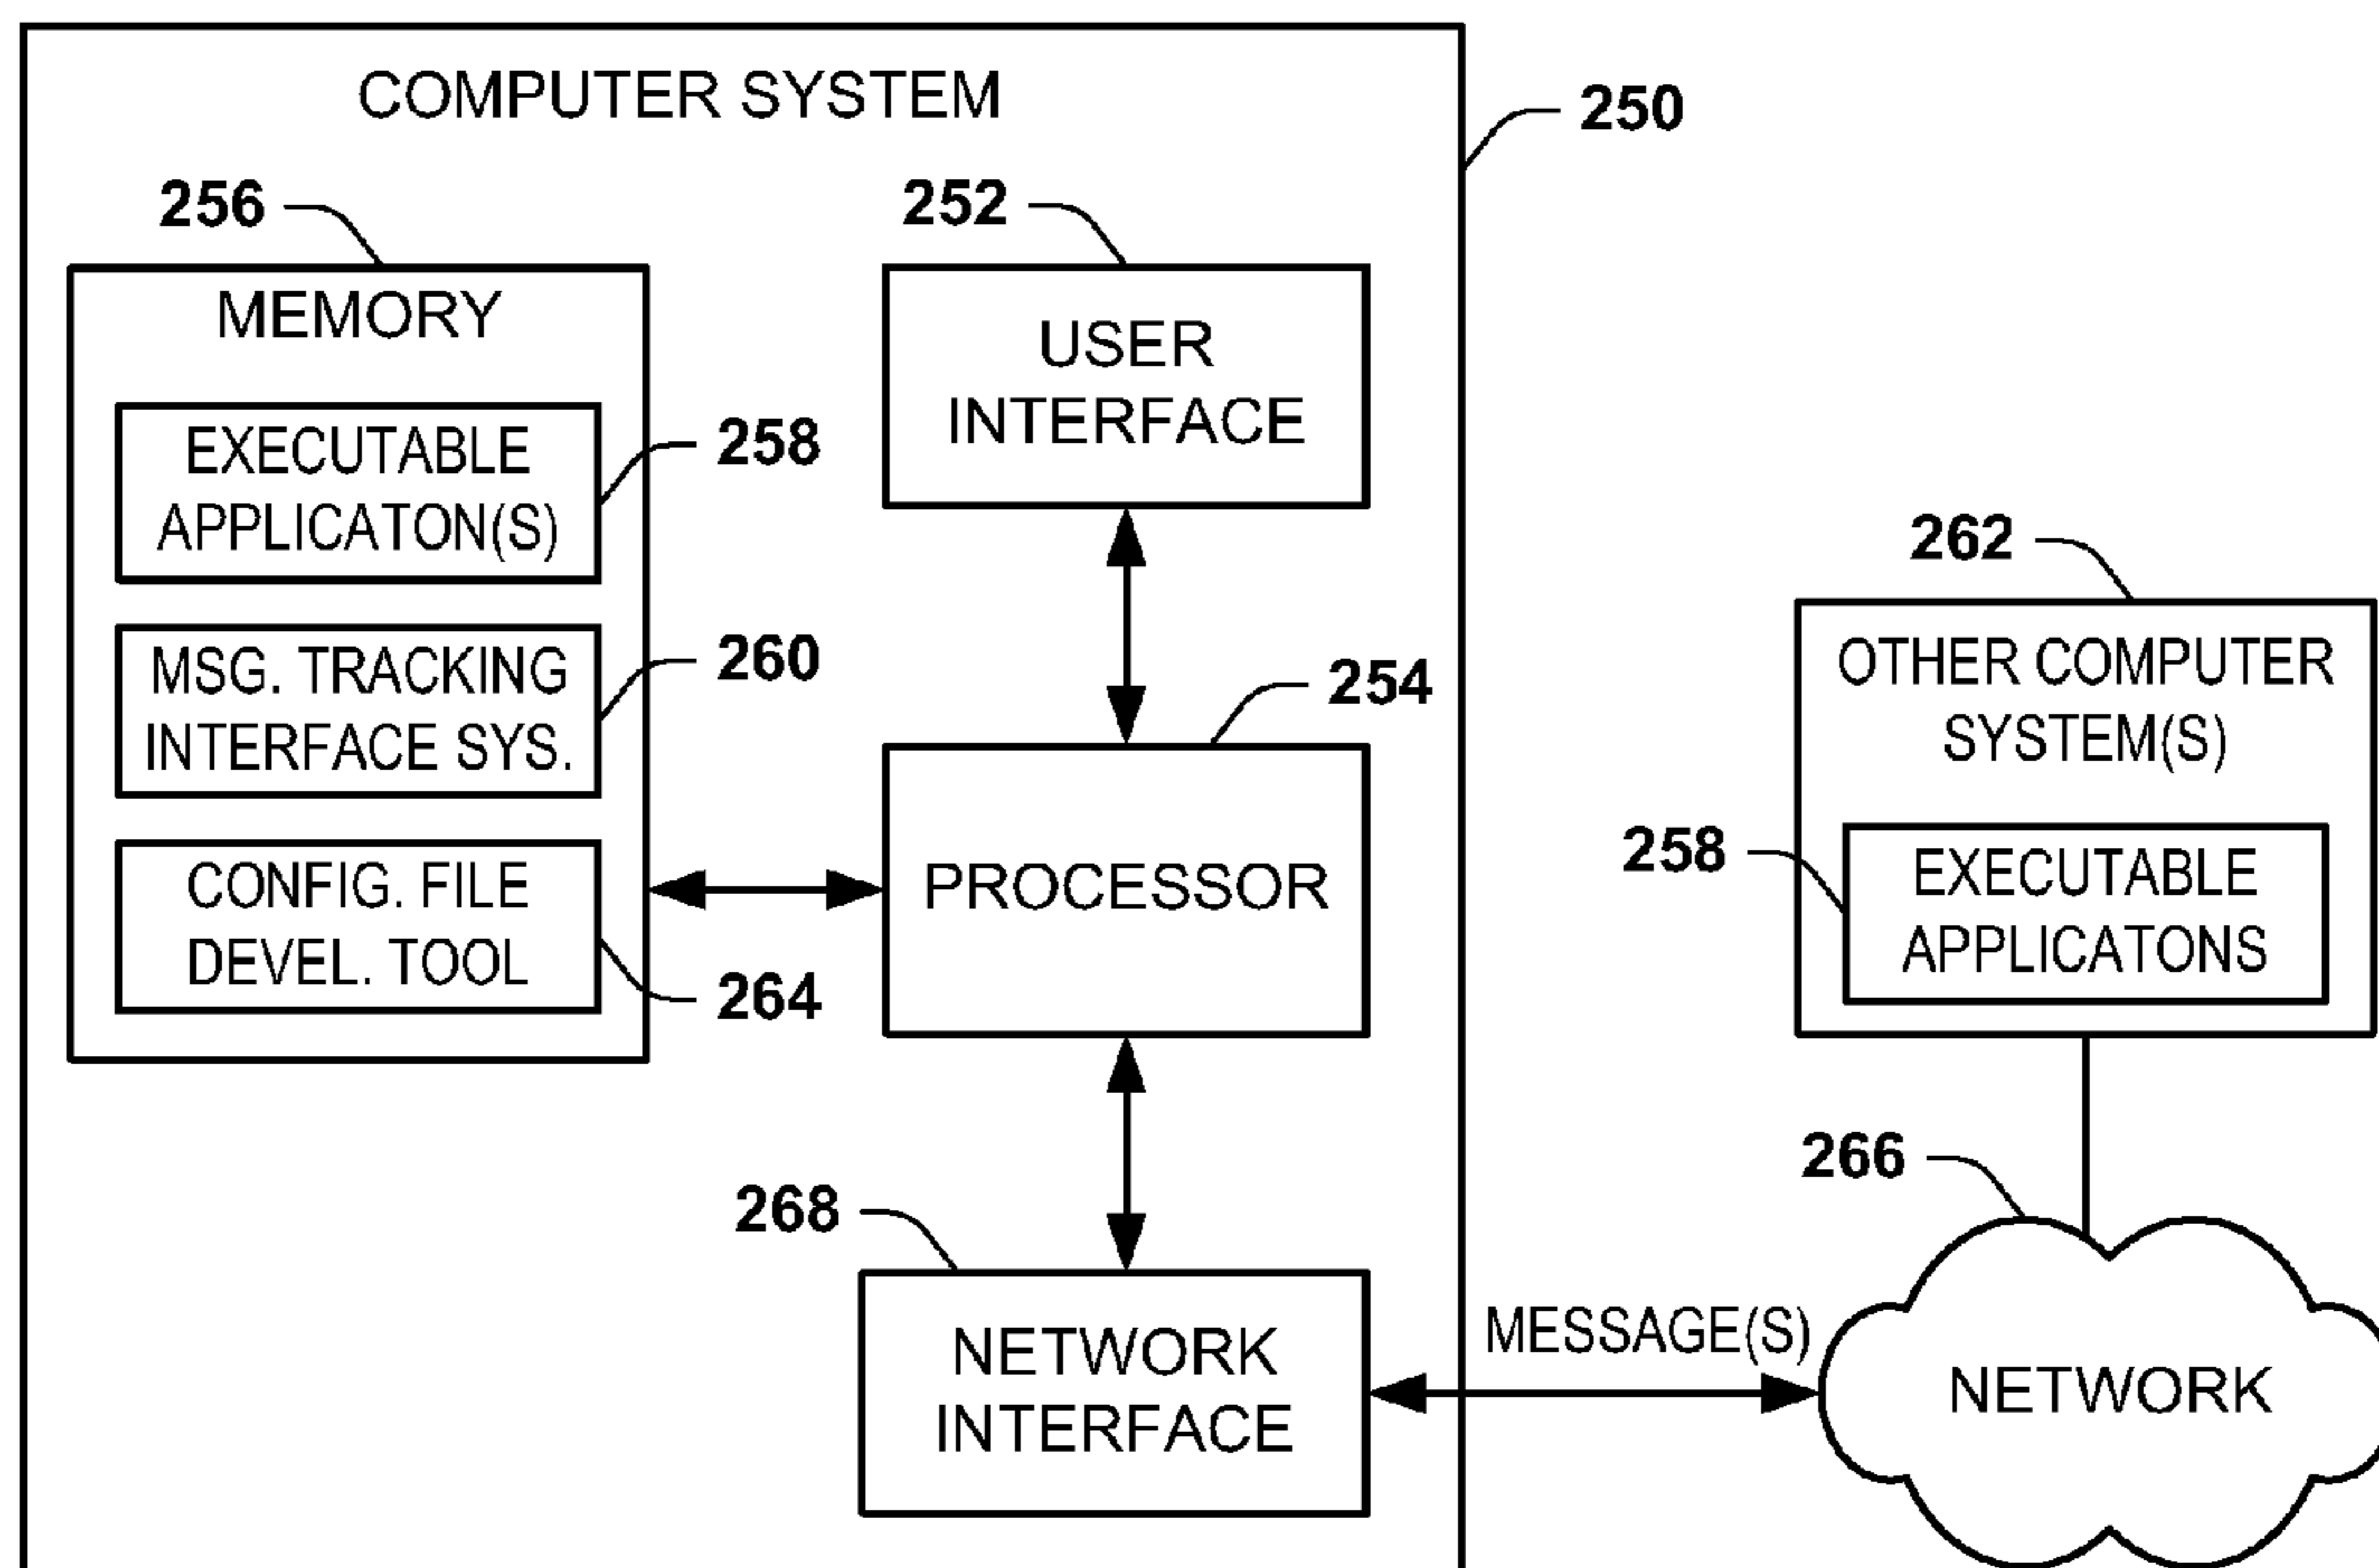 COMPUTER SYSTEM
250
256
252
MEMORY
USER
INTERFACE
EXECUTABLE
APPLICATON(S)
258
MSG. TRACKING
INTERFACE SYS.
260
CONFIG. FILE
DEVEL. TOOL
264
254
PROCESSOR
262
OTHER COMPUTER
SYSTEM(S)
258
EXECUTABLE
APPLICATONS
268
NETWORK
INTERFACE
MESSAGE(S)
266
NETWORK